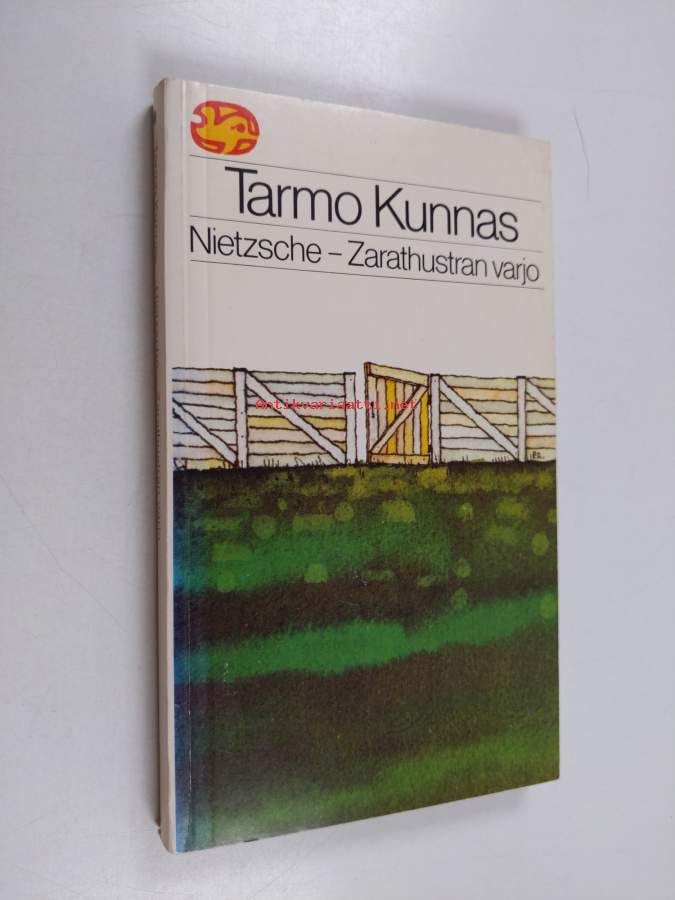 Tarmo Kunnas
Nietzsche – Zarathustran varjo
Antikvariaatti.net